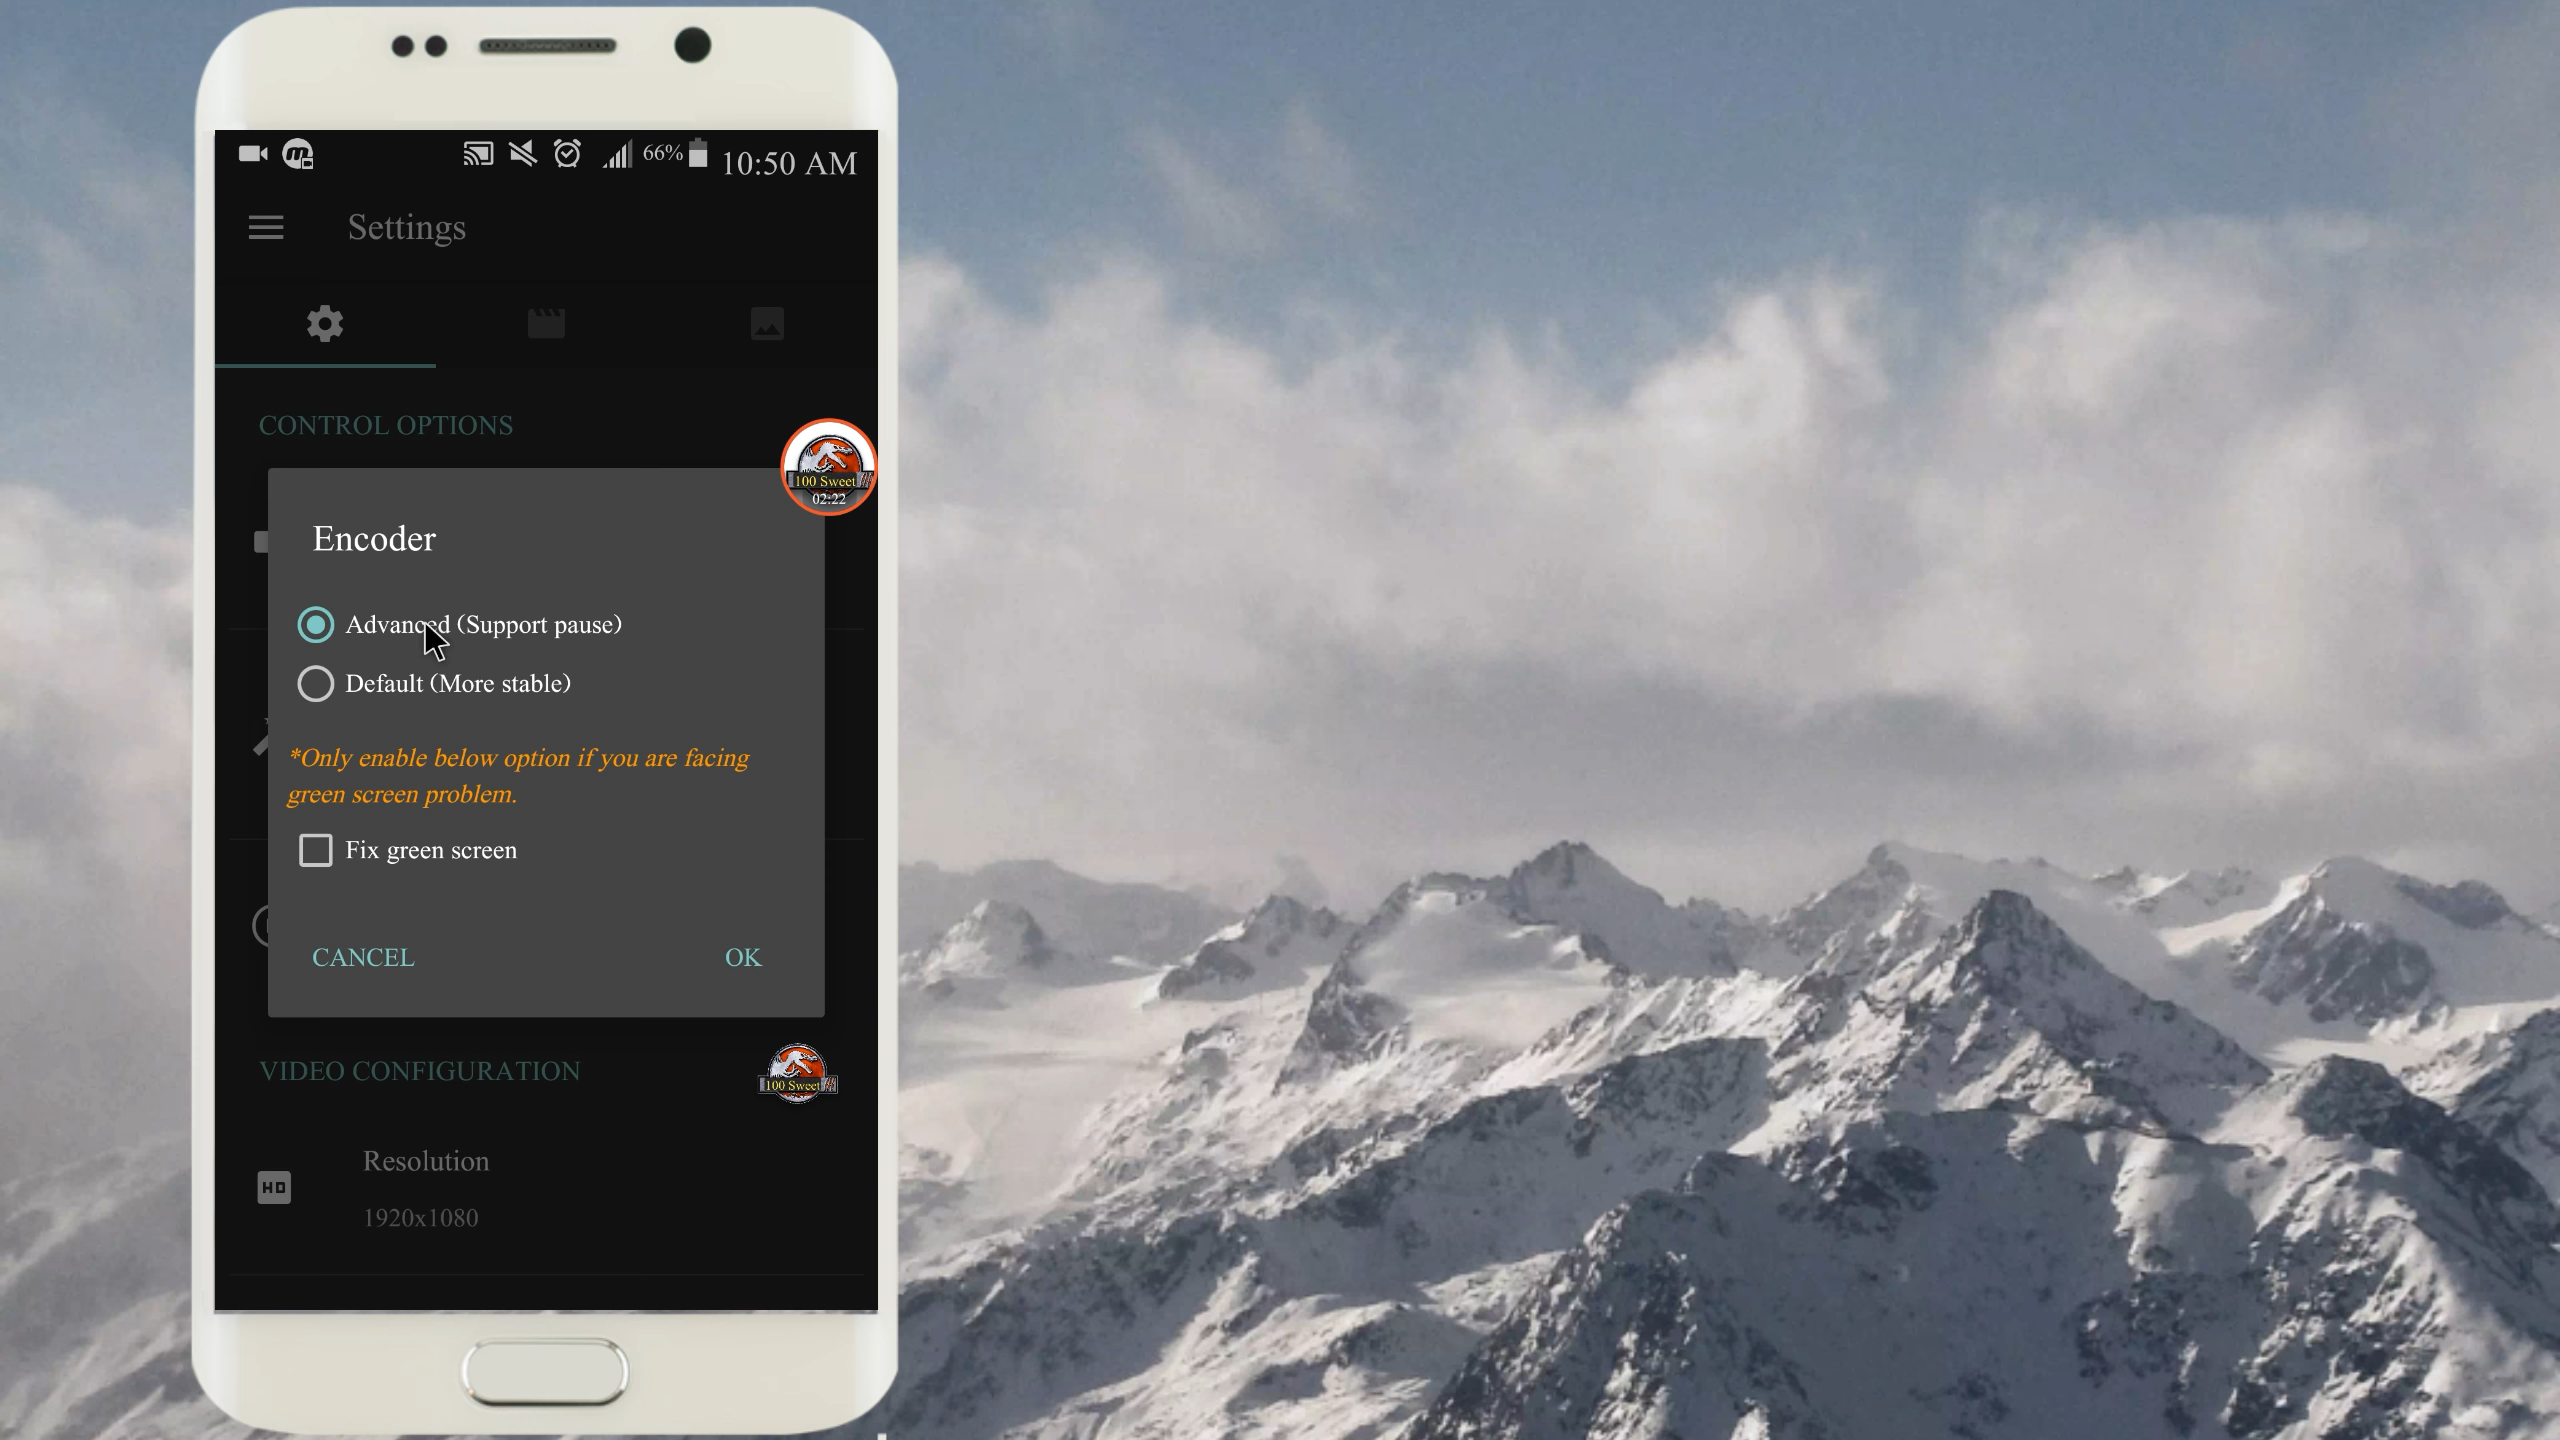 66% 10:50 AM
Settings
CONTROL OPTIONS
100 Sweet
02:22
Encoder
Advanced (Support pause)
Default (More stable)
*Only enable below option if you are facing
green screen problem.
Fix green screen
CANCEL OK
VIDEO CONFIGURATION
100 Sweet
Resolution
HD
1920x1080